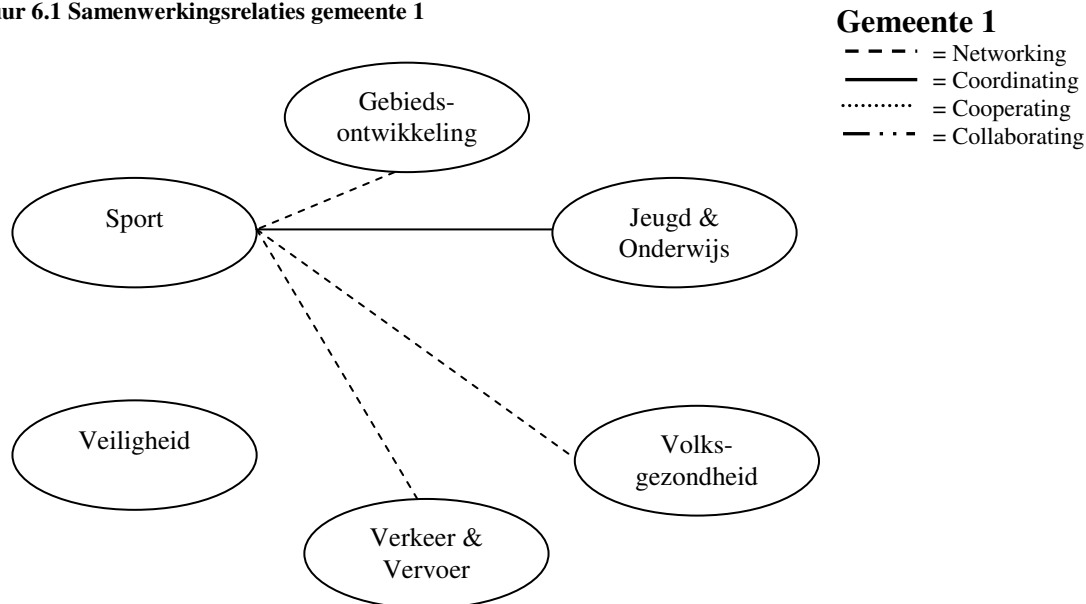 ur 6.1 Samenwerkingsrelaties gemeente 1
Gemeente 1
= Networking
= Coordinating
= Cooperating
= Collaborating
Gebieds-
ontwikkeling
Sport
Jeugd &
Onderwijs
Veiligheid
Volks-
gezondheid
Verkeer &
Vervoer